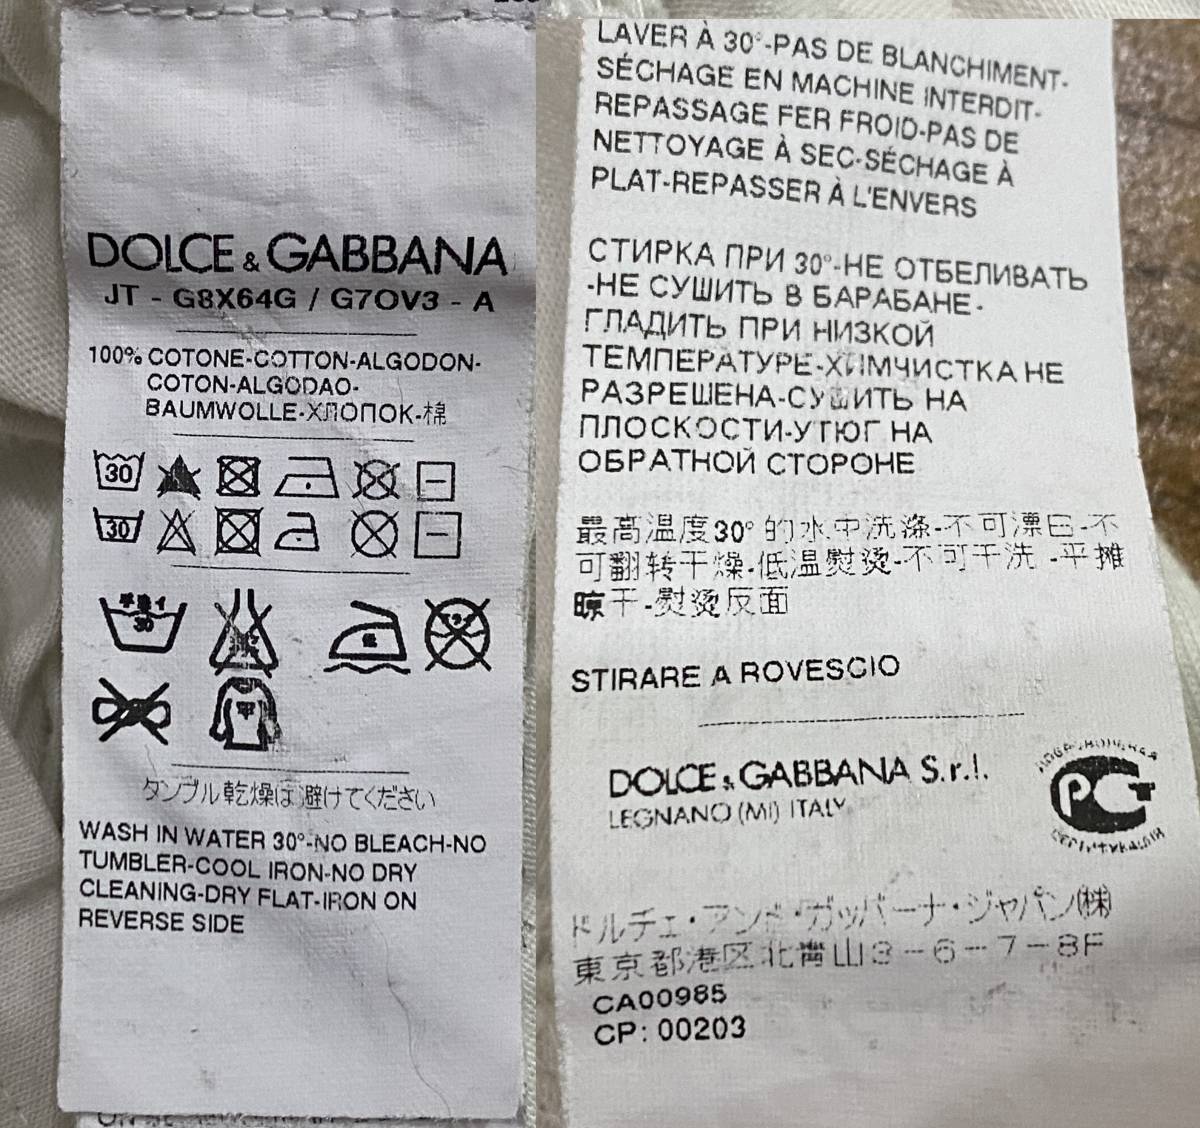 DOLCE & GABBANA
JT - G8X64G / G7OV3 - A
100% COTONE-COTTON-ALGODON-
COTON-ALGODAO-
BAUMWOLLE-ХЛОПОК-棉
30
30
手洗イ
30
低
タンブル乾燥は避けてください
WASH IN WATER 30°-NO BLEACH-NO
TUMBLER-COOL IRON-NO DRY
CLEANING-DRY FLAT-IRON ON
REVERSE SIDE
LAVER À 30°-PAS DE BLANCHIMENT-
SÉCHAGE EN MACHINE INTERDIT-
REPASSAGE FER FROID-PAS DE
NETTOYAGE À SEC-SÉCHAGE À
PLAT-REPASSER À L'ENVERS
СТИРКА ПРИ 30°-НЕ ОТБЕЛИВАТЬ
-НЕ СУШИТЬ В БАРАБАНЕ-
ГЛАДИТЬ ПРИ НИЗКОЙ
ТЕМПЕРАТУРЕ-ХИМЧИСТКА НЕ
РАЗРЕШЕНА-СУШИТЬ НА
ПЛОСКОСТИ-УТЮГ НА
ОБРАТНОЙ СТОРОНЕ
最高温度30°的水中洗涤-不可漂白-不
可翻转干燥-低温熨烫-不可干洗 -平摊
晾干-熨烫反面
STIRARE A ROVESCIO
DOLCE & GABBANA S.r.l.
LEGNANO (MI) ITALY
РСТ
ドルチェ・アンド・ガッバーナ・ジャパン㈱
東京都港区北青山3-6-7-8F
CA00985
CP: 00203